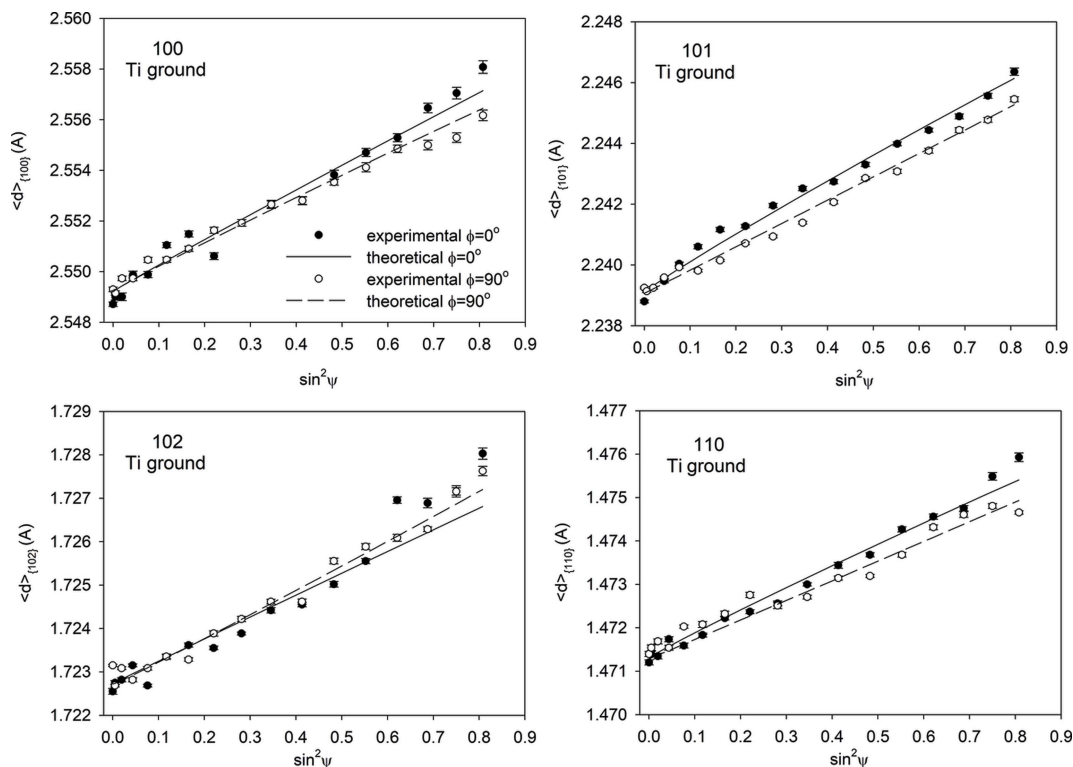 2.560
2.558
2.556
2.554
2.552
2.550
2.548
<d>{100} (A)
100
Ti ground
experimental ϕ=0°
theoretical ϕ=0°
experimental ϕ=90°
theoretical ϕ=90°
0.0 0.1 0.2 0.3 0.4 0.5 0.6 0.7 0.8 0.9
sin²ψ
2.248
2.246
2.244
2.242
2.240
2.238
<d>{101} (A)
101
Ti ground
0.0 0.1 0.2 0.3 0.4 0.5 0.6 0.7 0.8 0.9
sin²ψ
1.729
1.728
1.727
1.726
1.725
1.724
1.723
1.722
<d>{102} (A)
102
Ti ground
0.0 0.1 0.2 0.3 0.4 0.5 0.6 0.7 0.8 0.9
sin²ψ
1.477
1.476
1.475
1.474
1.473
1.472
1.471
1.470
<d>{110} (A)
110
Ti ground
0.0 0.1 0.2 0.3 0.4 0.5 0.6 0.7 0.8 0.9
sin²ψ